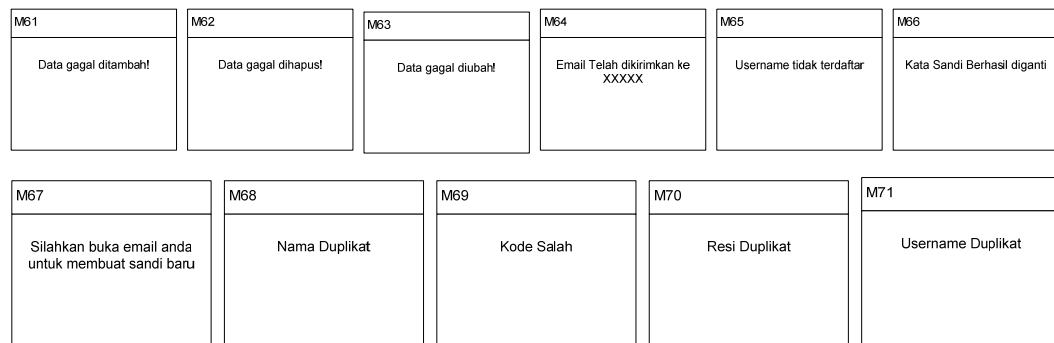 M61
Data gagal ditambah!
M62
Data gagal dihapus!
M63
Data gagal diubah!
M64
Email Telah dikirimkan ke
XXXXX
M65
Username tidak terdaftar
M66
Kata Sandi Berhasil diganti
M67
Silahkan buka email anda
untuk membuat sandi baru
M68
Nama Duplikat
M69
Kode Salah
M70
Resi Duplikat
M71
Username Duplikat